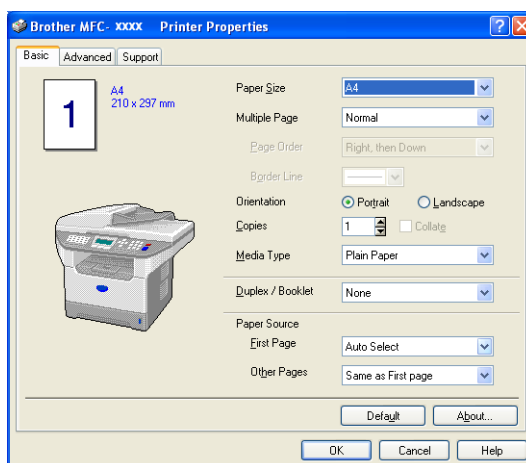 Brother MFC- xxxx Printer Properties
Basic Advanced Support
1
A4
210 x 297 mm
Paper Size A4
Multiple Page Normal
Page Order Right, then Down
Border Line
Orientation Portrait Landscape
Copies 1 Collate
Media Type Plain Paper
Duplex / Booklet None
Paper Source
First Page Auto Select
Other Pages Same as First page
Default About...
OK Cancel Help